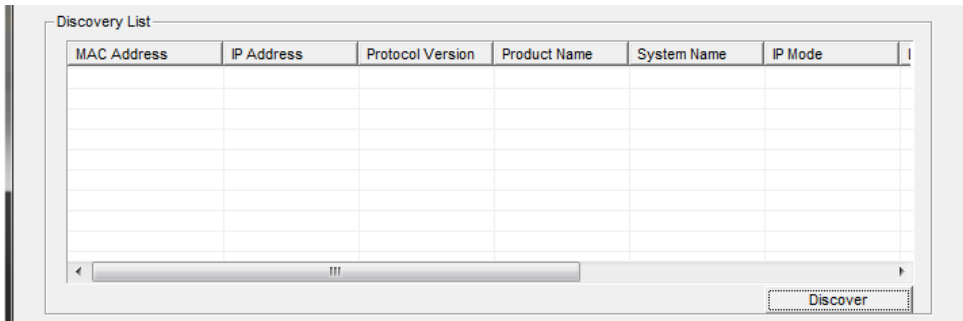 Discovery List
MAC Address IP Address Protocol Version Product Name System Name IP Mode
Discover